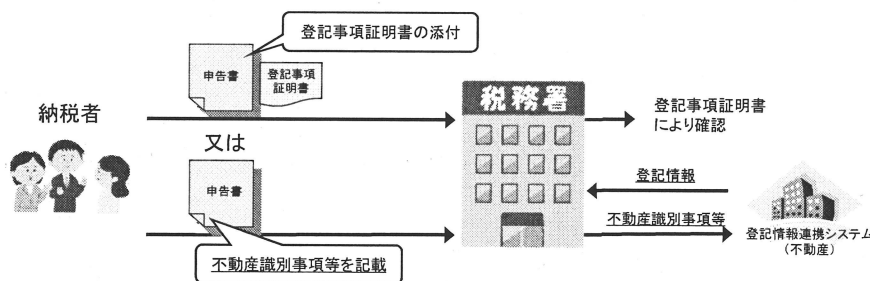 登記事項証明書の添付
申告書
登記事項
証明書
納税者
税務署
登記事項証明書
により確認
又は
申告書
登記情報
不動産識別事項等
不動産識別事項等を記載
登記情報連携システム
(不動産)